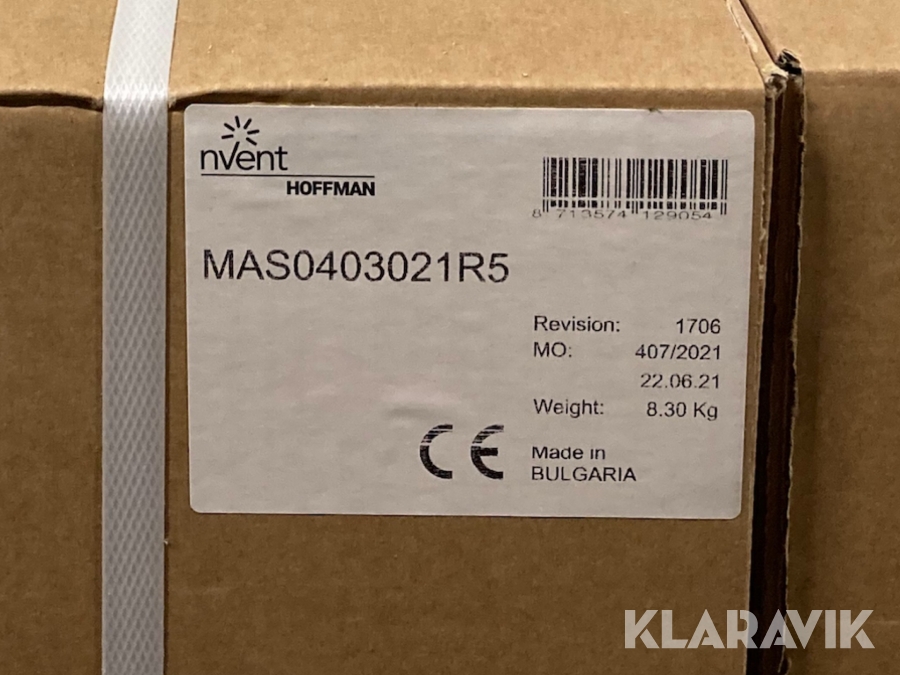 nVent
HOFFMAN
8 713574 129054
MAS0403021R5
Revision: 1706
MO: 407/2021
22.06.21
Weight: 8.30 Kg
CE
Made in
BULGARIA
KLARAVIK